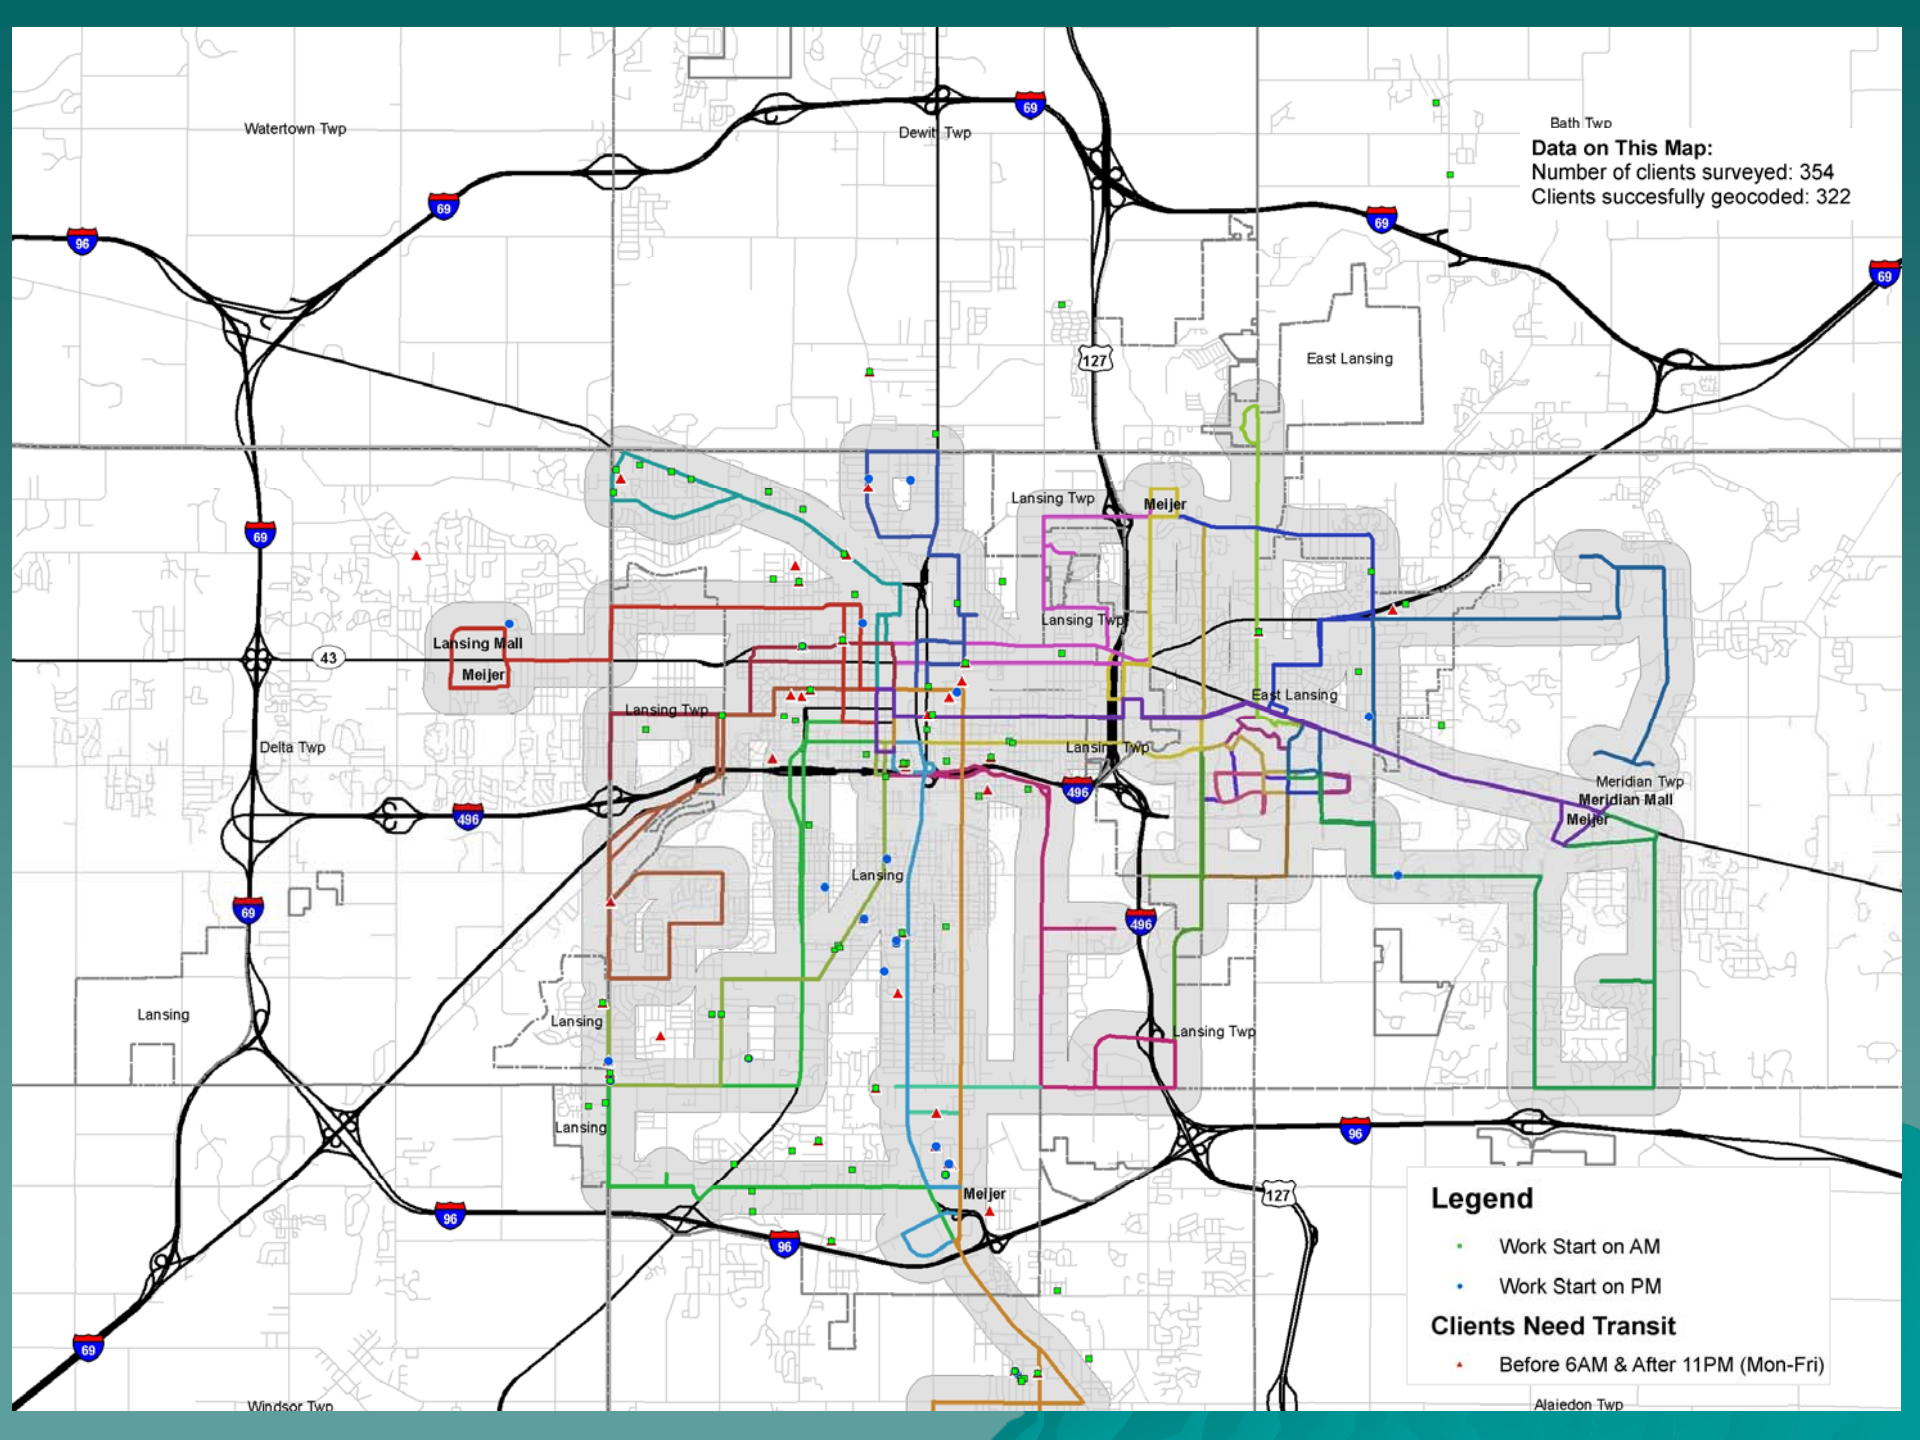 69
Watertown Twp
Dewitt Twp
Bath Twp
Data on This Map:
Number of clients surveyed: 354
Clients succesfully geocoded: 322
69
96
69
69
127
East Lansing
Lansing Twp
Meijer
69
Lansing Twp
Lansing Mall
43
Meijer
East Lansing
Lansing Twp
Delta Twp
Lansing Twp
Meridian Twp
496
Meridian Mall
496
Meijer
Lansing
69
496
Lansing
Lansing
Lansing Twp
Lansing
96
Meijer
127
96
96
Legend
Work Start on AM
Work Start on PM
Clients Need Transit
69
Before 6AM & After 11PM (Mon-Fri)
Windsor Twp
Alaiedon Twp